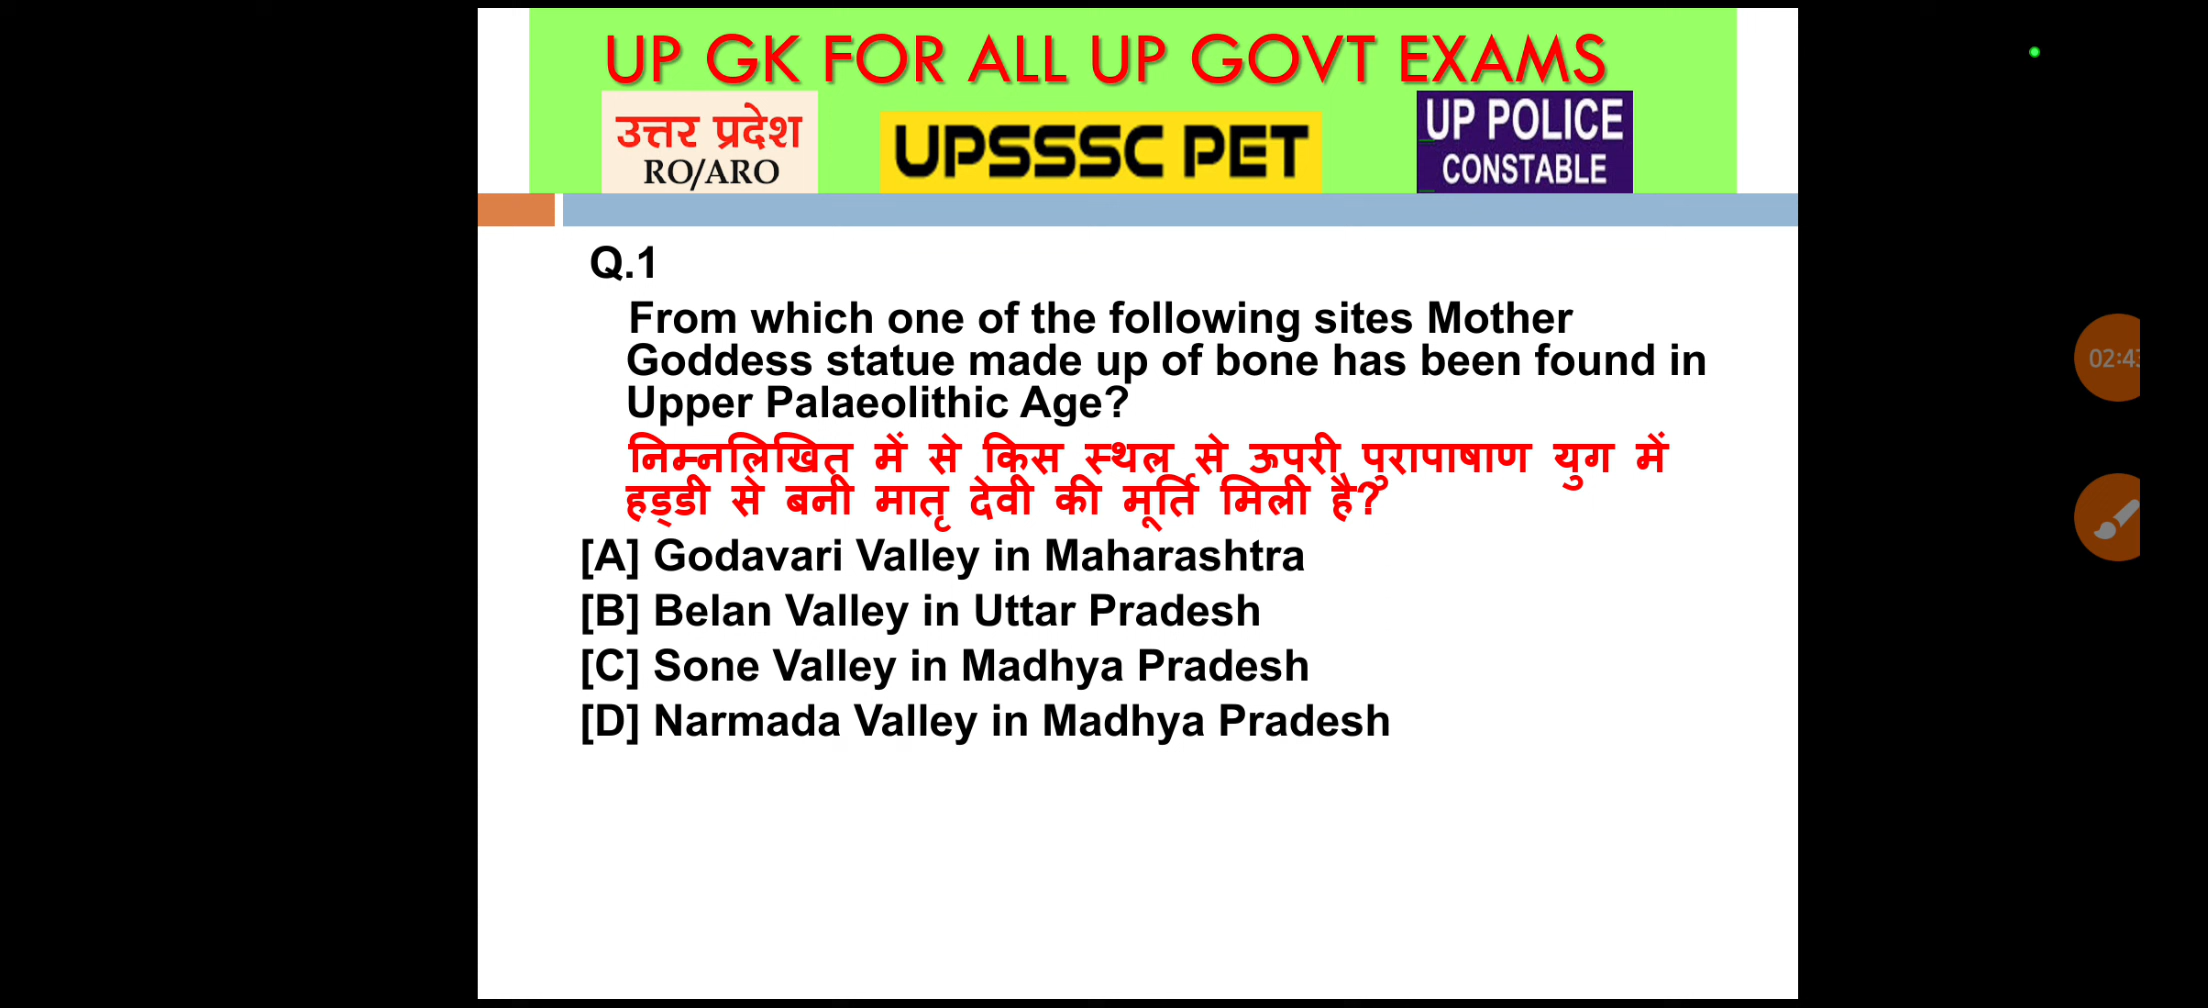 UP GK FOR ALL UP GOVT EXAMS
उत्तर प्रदेश
RO/ARO
UPSSSC PET
UP POLICE
CONSTABLE
Q.1
From which one of the following sites Mother
Goddess statue made up of bone has been found in
Upper Palaeolithic Age?
निम्नलिखित में से किस स्थल से ऊपरी पुरापाषाण युग में
हड्डी से बनी मातृ देवी की मूर्ति मिली है?
[A] Godavari Valley in Maharashtra
[B] Belan Valley in Uttar Pradesh
[C] Sone Valley in Madhya Pradesh
[D] Narmada Valley in Madhya Pradesh